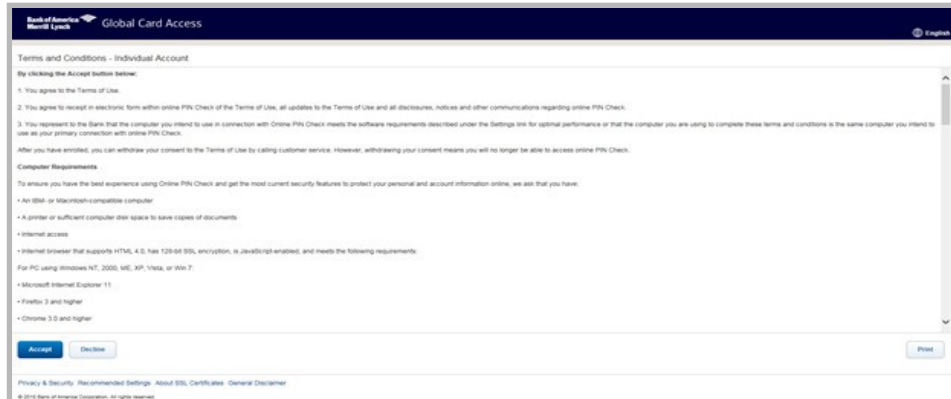 Bank of America
Merrill Lynch
Global Card Access
English
Terms and Conditions - Individual Account
By clicking the Accept button below:
1. You agree to the Terms of Use.
2. You agree to receipt in electronic form within online PIN Check of the Terms of Use, all updates to the Terms of Use and all disclosures, notices and other communications regarding online PIN Check.
3. You represent to the Bank that the computer you intend to use in connection with Online PIN Check meets the software requirements described under the Settings link for optimal performance or that the computer you are using to complete these terms and conditions is the same computer you intend to
use as your primary connection with online PIN Check.
After you have enrolled, you can withdraw your consent to the Terms of Use by calling customer service. However, withdrawing your consent means you will no longer be able to access online PIN Check.
Computer Requirements
To ensure you have the best experience using Online PIN Check and get the most current security features to protect your personal and account information online, we ask that you have:
• An IBM- or Macintosh-compatible computer
• A printer or sufficient computer disk space to save copies of documents
• Internet access
• Internet browser that supports HTML 4.0, has 128-bit SSL encryption, is JavaScript-enabled, and meets the following requirements:
For PC using Windows NT, 2000, ME, XP, Vista, or Win 7:
• Microsoft Internet Explorer 11
• Firefox 3 and higher
• Chrome 3.0 and higher
Accept
Decline
Print
Privacy & Security Recommended Settings About SSL Certificates General Disclaimer
© 2015 Bank of America Corporation. All rights reserved.